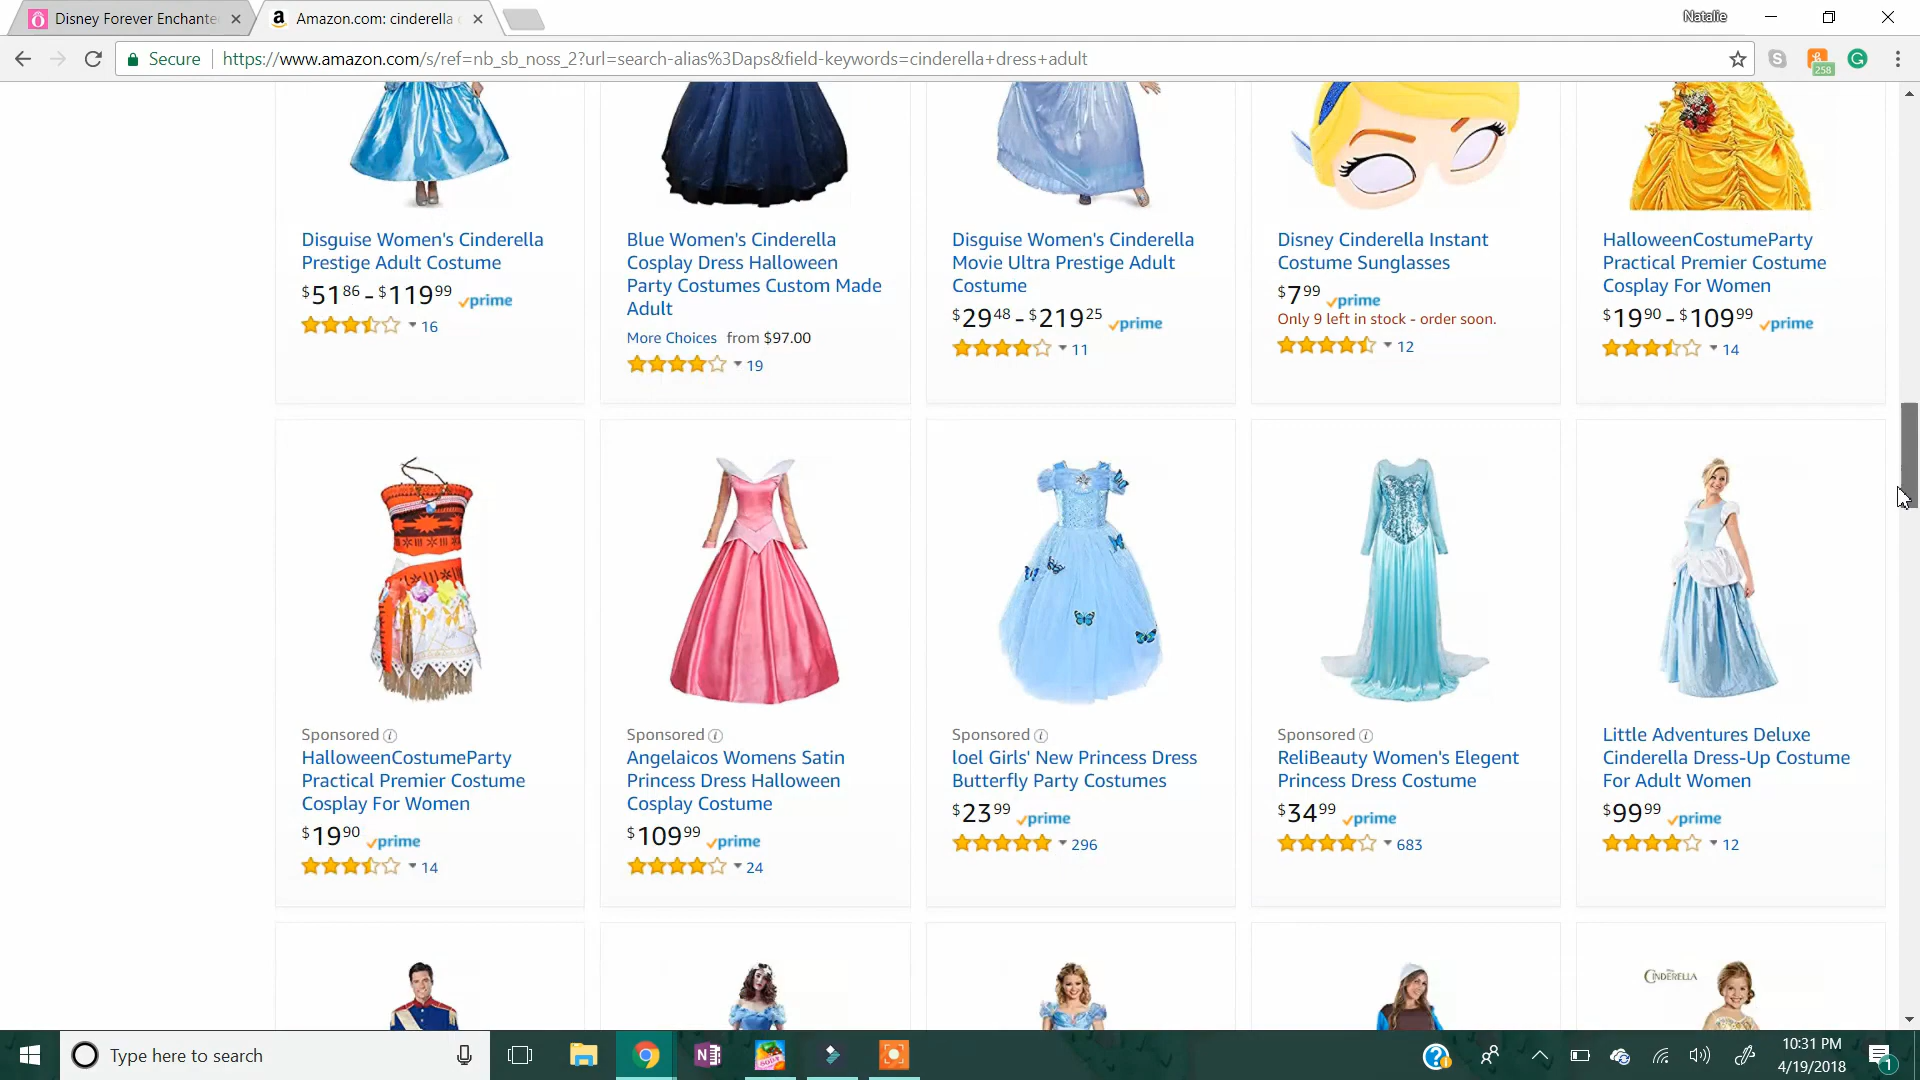 Disney Forever Enchante
Amazon.com: cinderella
Natalie
Secure
https://www.amazon.com/s/ref=nb_sb_noss_2?url=search-alias%3Daps&field-keywords=cinderella+dress+adult
258
Disguise Women's Cinderella
Prestige Adult Costume
$51 86 - $119 99 prime
16
Blue Women's Cinderella
Cosplay Dress Halloween
Party Costumes Custom Made
Adult
More Choices from $97.00
19
Disguise Women's Cinderella
Movie Ultra Prestige Adult
Costume
$29 48 - $219 25 prime
11
Disney Cinderella Instant
Costume Sunglasses
$7 99 prime
Only 9 left in stock - order soon.
12
HalloweenCostumeParty
Practical Premier Costume
Cosplay For Women
$19 90 - $109 99 prime
14
Sponsored
HalloweenCostumeParty
Practical Premier Costume
Cosplay For Women
$19 90 prime
14
Sponsored
Angelaicos Womens Satin
Princess Dress Halloween
Cosplay Costume
$109 99 prime
24
Sponsored
loel Girls' New Princess Dress
Butterfly Party Costumes
$23 99 prime
296
Sponsored
ReliBeauty Women's Elegent
Princess Dress Costume
$34 99 prime
683
Little Adventures Deluxe
Cinderella Dress-Up Costume
For Adult Women
$99 99 prime
12
CINDERELLA
Type here to search
10:31 PM
4/19/2018
1